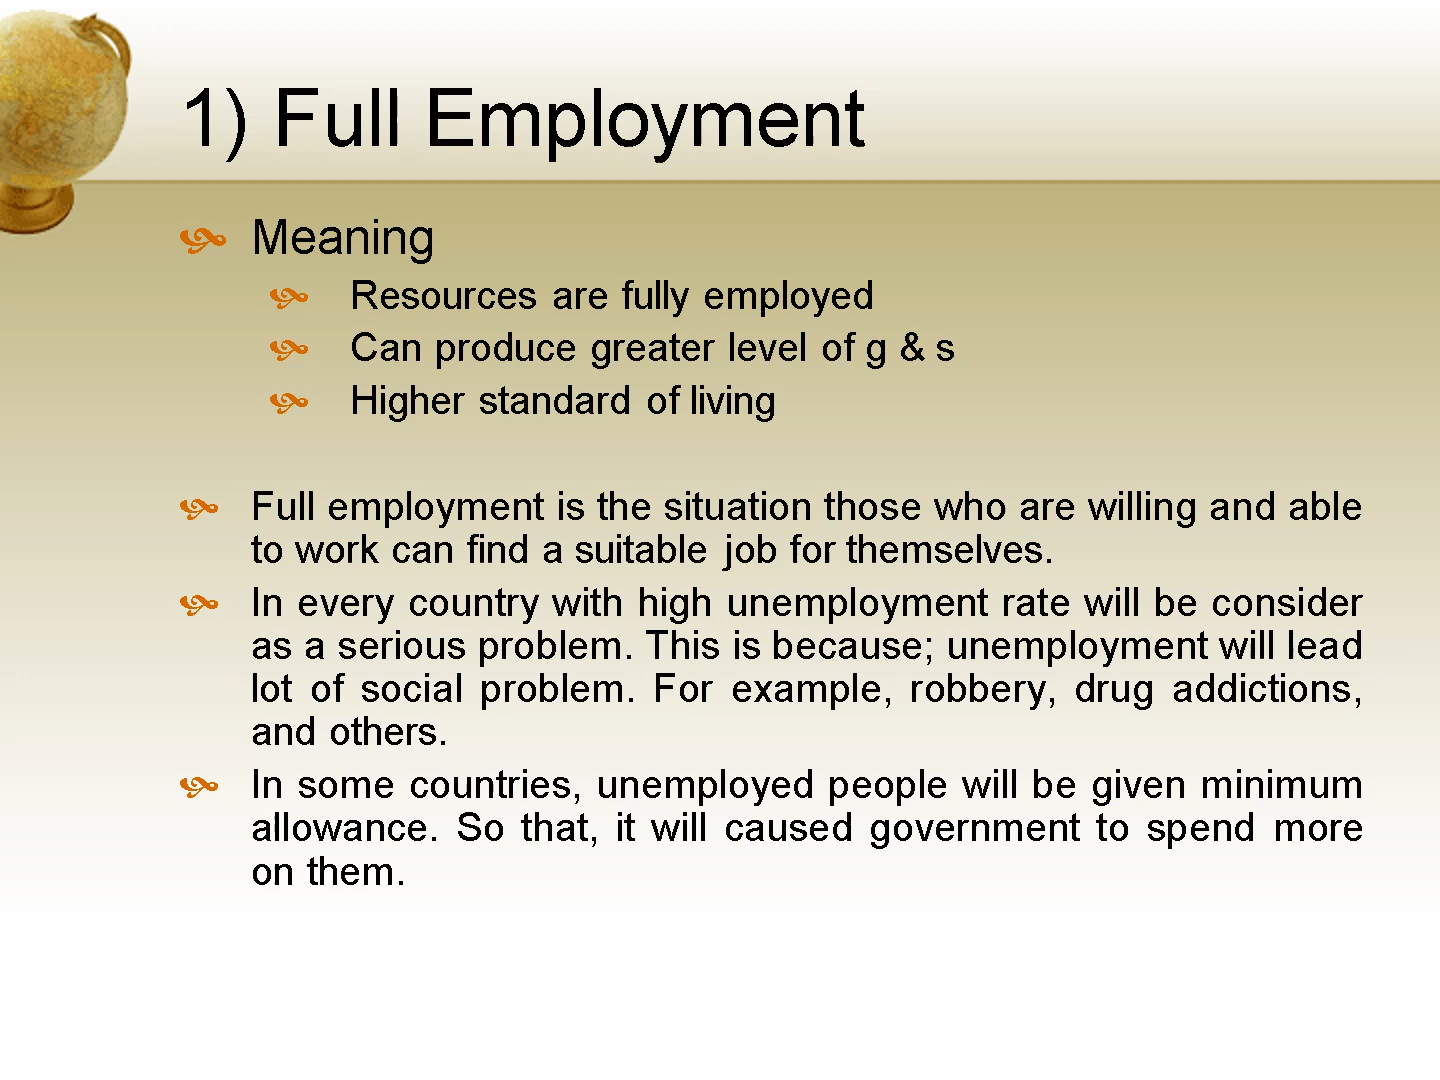 1) Full Employment
Meaning
Resources are fully employed
Can produce greater level of g & s
Higher standard of living
Full employment is the situation those who are willing and able
to work can find a suitable job for themselves.
In every country with high unemployment rate will be consider
as a serious problem. This is because; unemployment will lead
lot of social problem. For example, robbery, drug addictions,
and others.
In some countries, unemployed people will be given minimum
allowance. So that, it will caused government to spend more
on them.